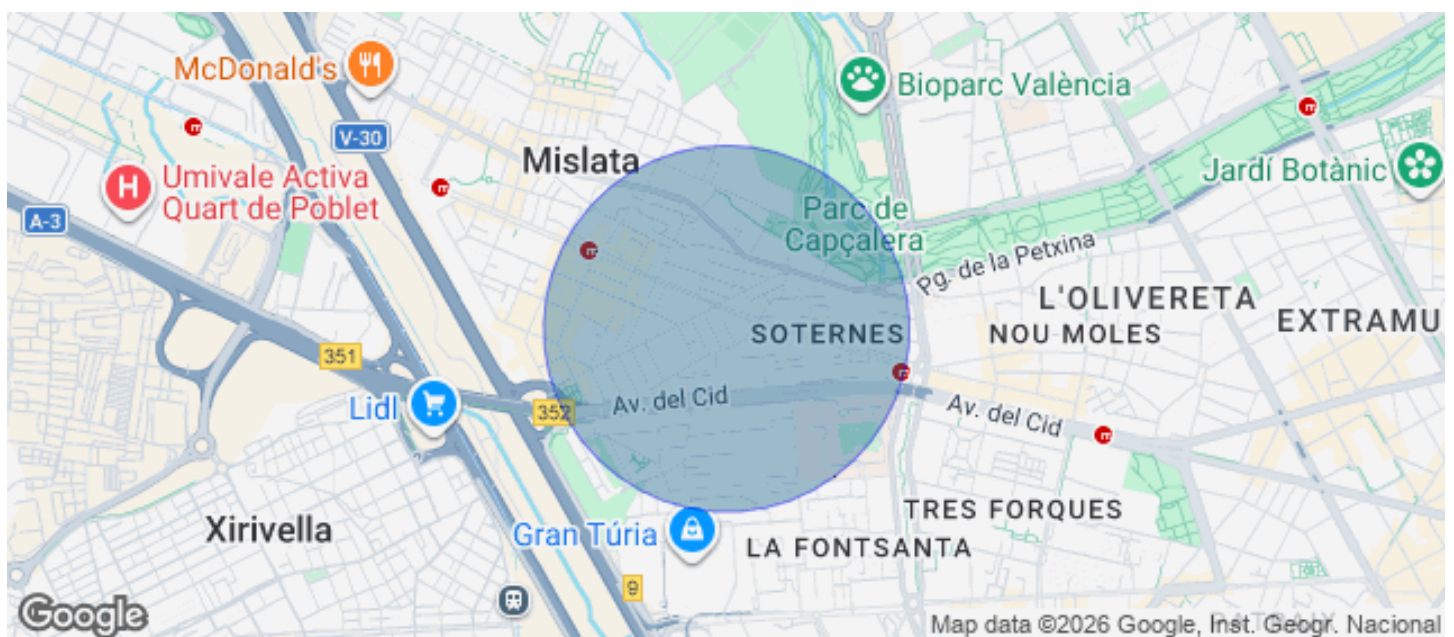 McDonald's
Bioparc València
V-30
Mislata
Jardí Botànic
Umivale Activa
Quart de Poblet
A-3
Parc de
Capçalera
Pg. de la Petxina
L'OLIVERETA
EXTRAMU
SOTERNES
NOU MOLES
351
Lidl
352
Av. del Cid
Av. del Cid
Xirivella
Gran Túria
TRES FORQUES
LA FONTSANTA
9
Google
Map data ©2026 Google, Inst. Geogr. Nacional